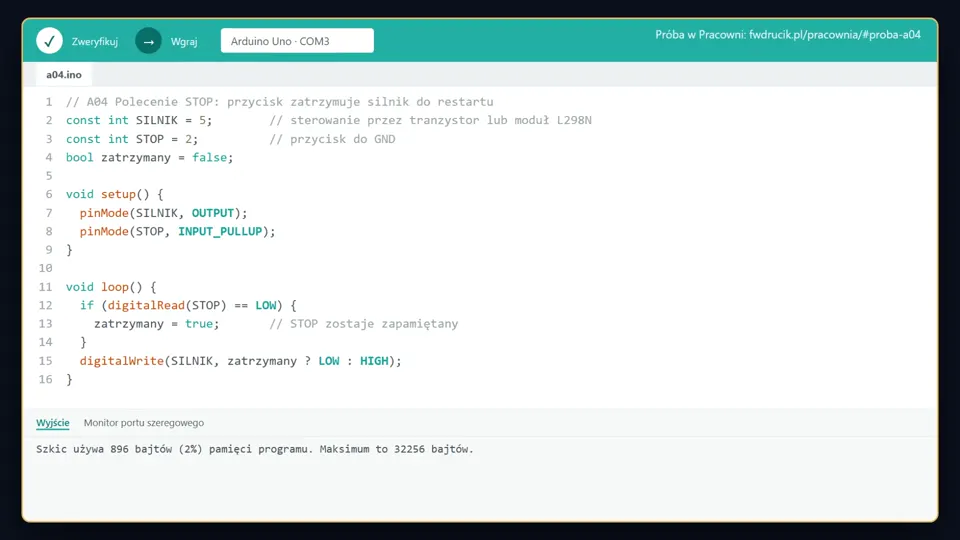 ✓ Zweryfikuj → Wgraj Arduino Uno · COM3 Próba w Pracowni: fwdrucik.pl/pracownia/#proba-a04
a04.ino
1 // A04 Polecenie STOP: przycisk zatrzymuje silnik do restartu
2 const int SILNIK = 5; // sterowanie przez tranzystor lub moduł L298N
3 const int STOP = 2; // przycisk do GND
4 bool zatrzymany = false;
5
6 void setup() {
7 pinMode(SILNIK, OUTPUT);
8 pinMode(STOP, INPUT_PULLUP);
9 }
10
11 void loop() {
12 if (digitalRead(STOP) == LOW) {
13 zatrzymany = true; // STOP zostaje zapamiętany
14 }
15 digitalWrite(SILNIK, zatrzymany ? LOW : HIGH);
16 }
Wyjście Monitor portu szeregowego
Szkic używa 896 bajtów (2%) pamięci programu. Maksimum to 32256 bajtów.